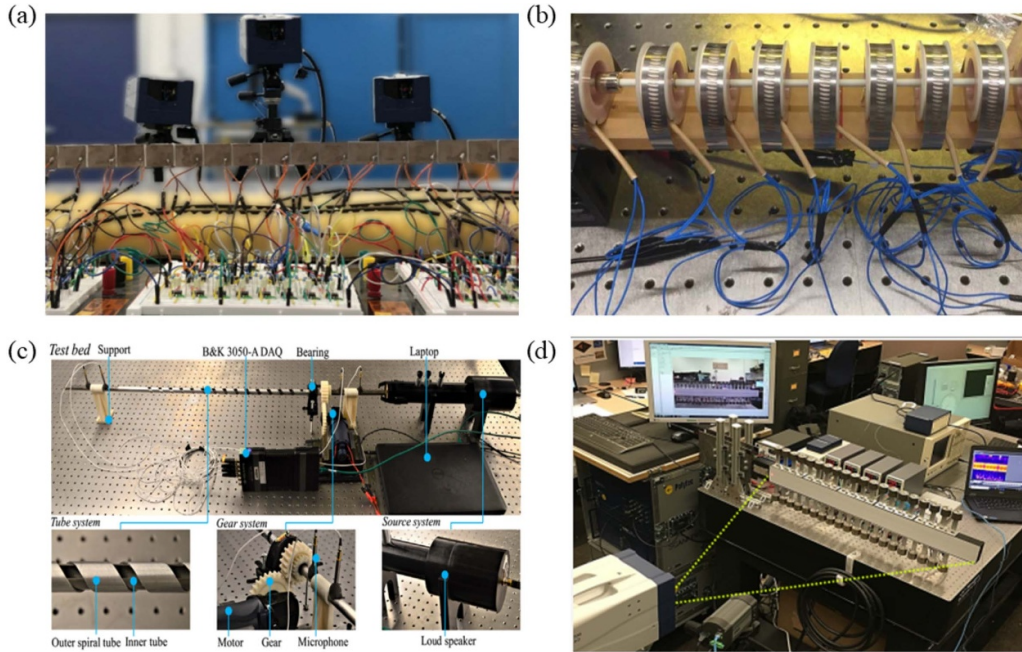 (a)
(b)
(c)
Test bed
Support
B&K 3050-A DAQ
Bearing
Laptop
Tube system
Gear system
Source system
Outer spiral tube
Inner tube
Motor
Gear
Microphone
Loud speaker
(d)
Polytec